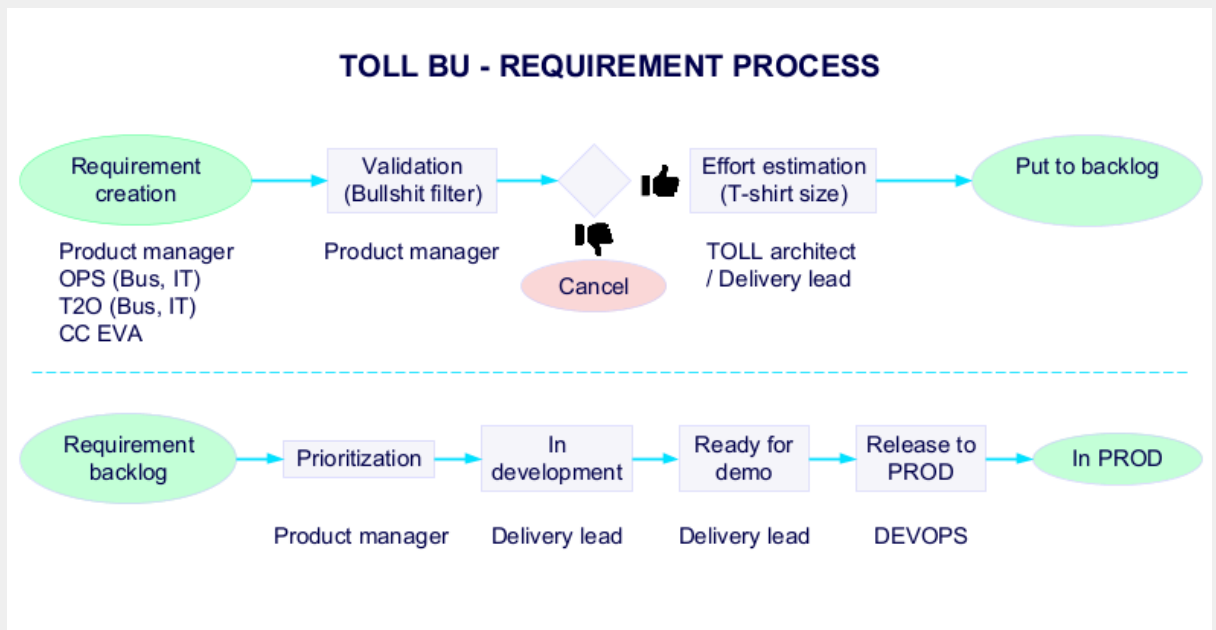 TOLL BU - REQUIREMENT PROCESS
Requirement
creation
Validation
(Bullshit filter)
Effort estimation
(T-shirt size)
Put to backlog
Product manager
OPS (Bus, IT)
T2O (Bus, IT)
CC EVA
Product manager
Cancel
TOLL architect
/ Delivery lead
Requirement
backlog
Prioritization
In
development
Ready for
demo
Release to
PROD
In PROD
Product manager
Delivery lead
Delivery lead
DEVOPS